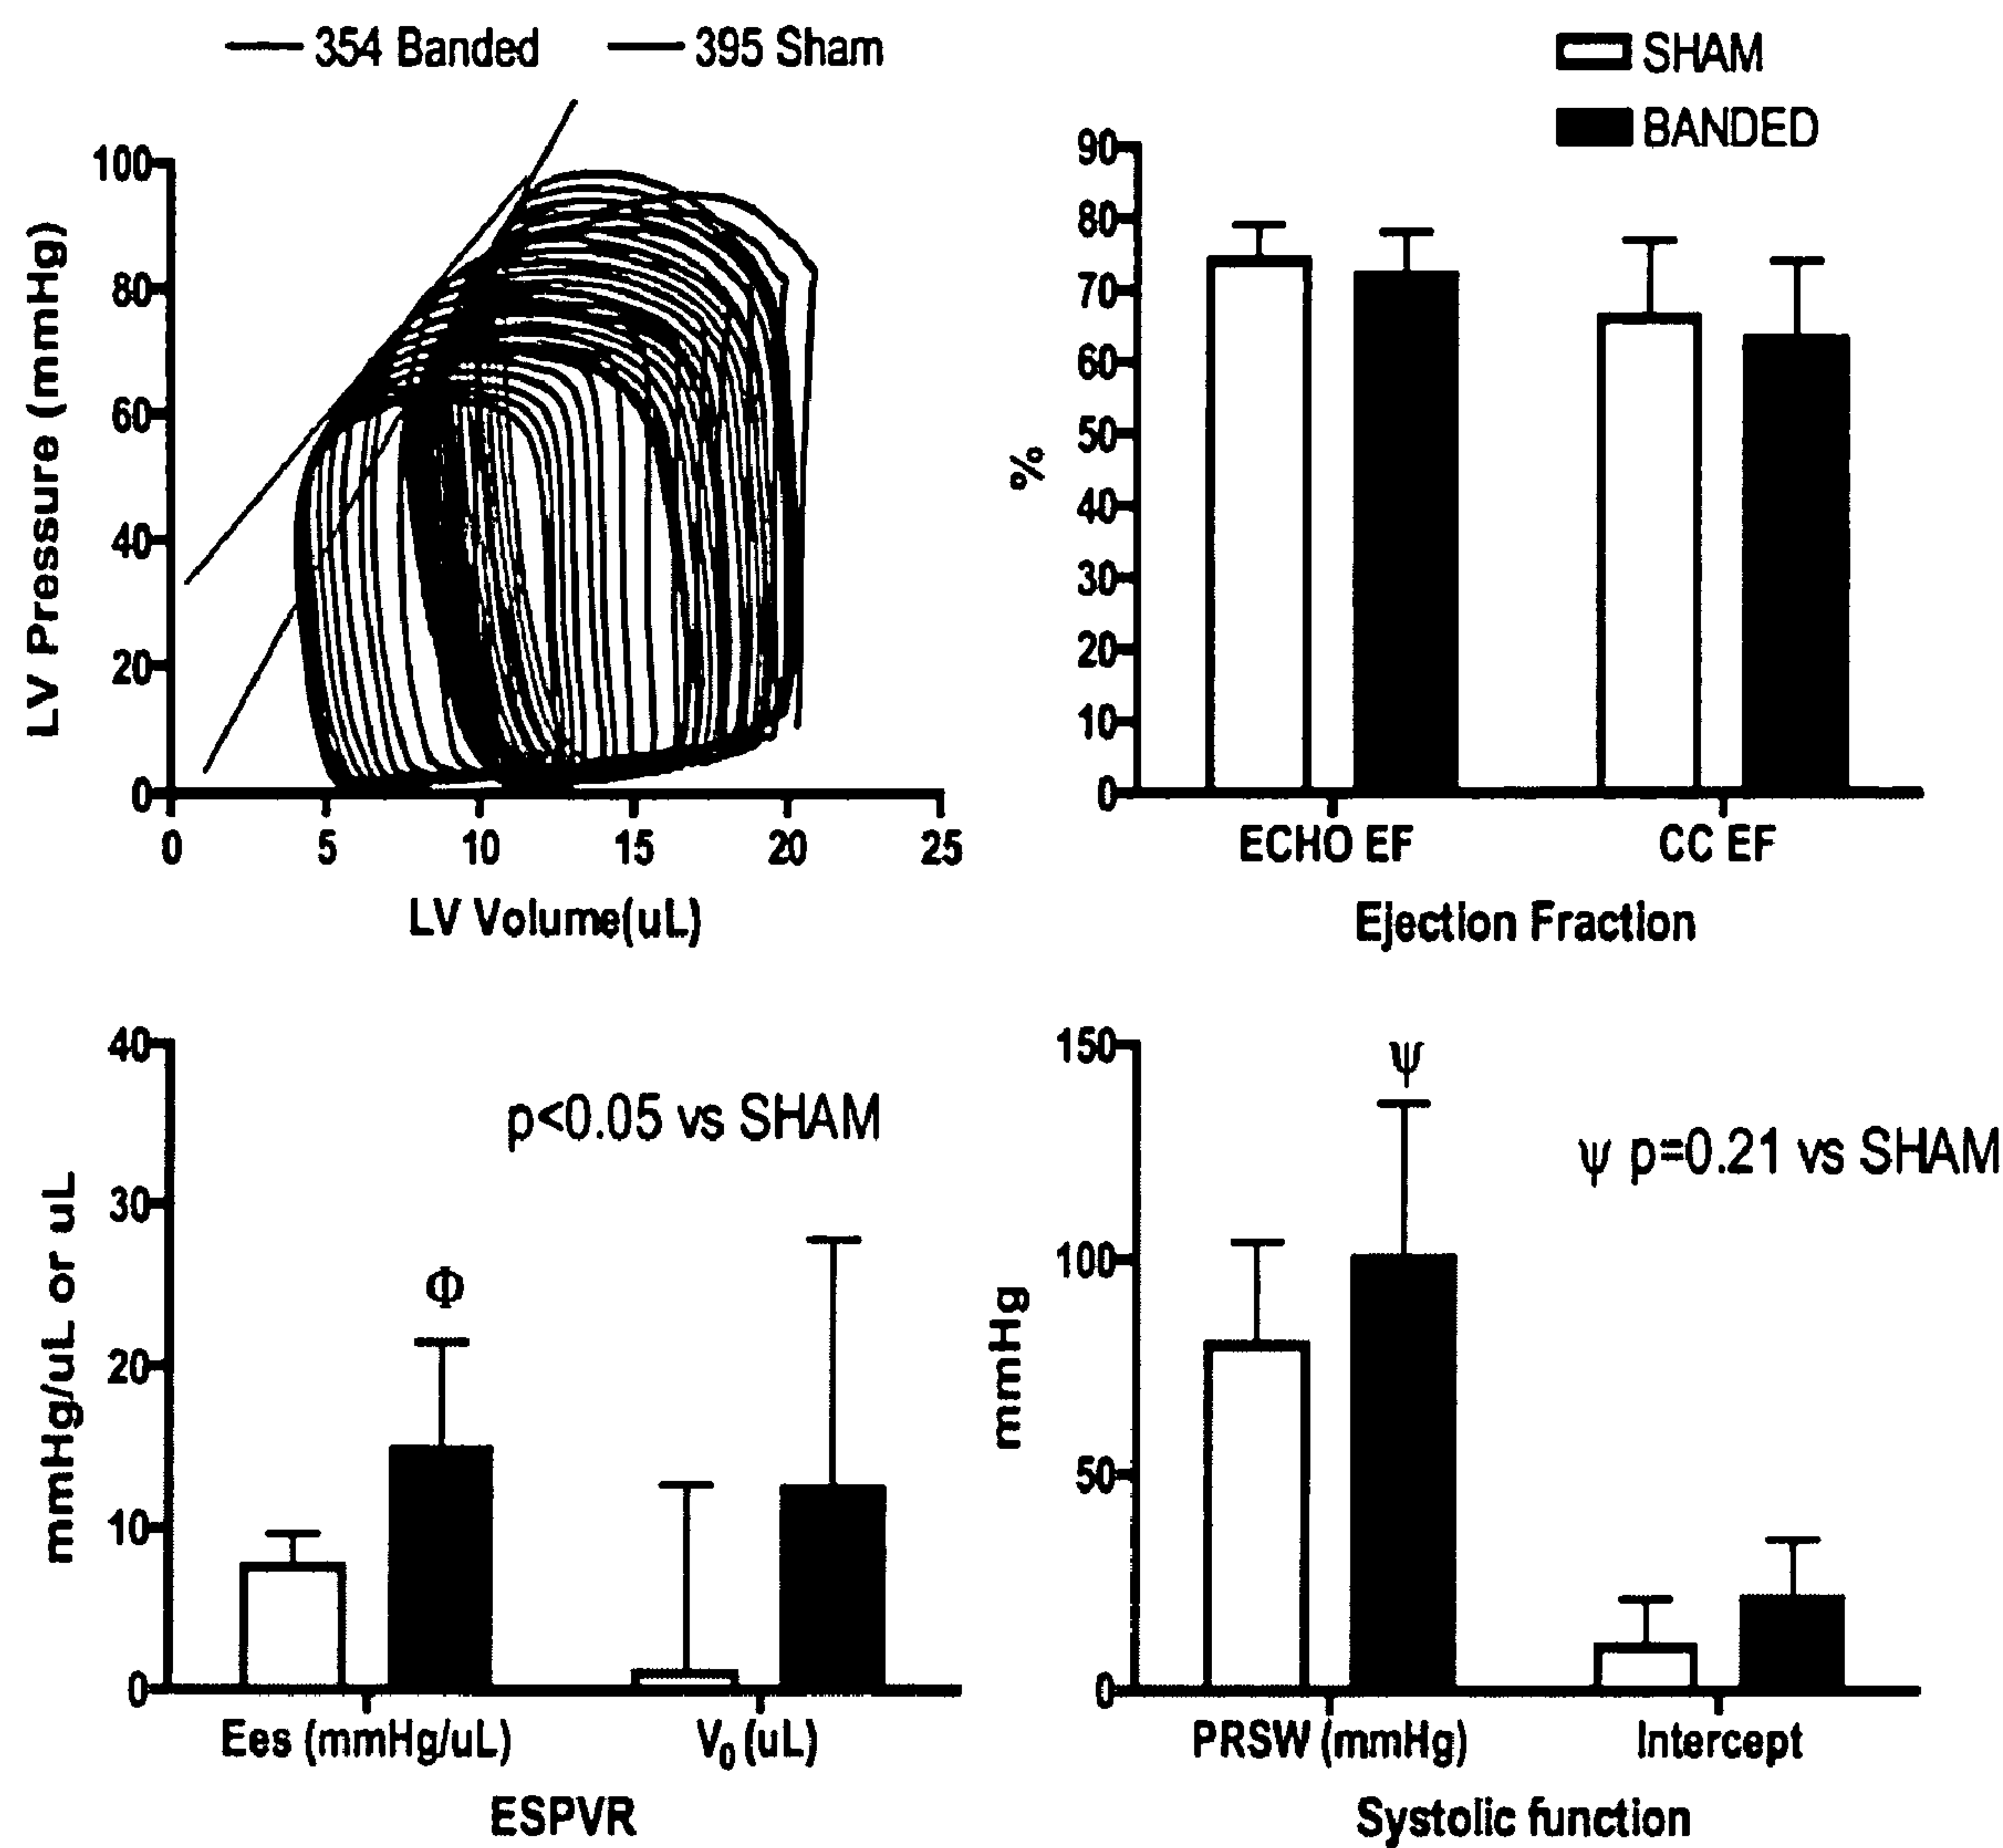 354 Banded 395 Sham
LV Pressure (mmHg)
100
80
60
40
20
0
0 5 10 15 20 25
LV Volume(uL)
SHAM
BANDED
%
90
80
70
60
50
40
30
20
10
0
ECHO EF CC EF
Ejection Fraction
mmHg/uL or uL
40
30
20
10
0
p<0.05 vs SHAM
Φ
Ees (mmHg/uL) V₀ (uL)
ESPVR
mmHg
150
100
50
0
ψ
ψ p=0.21 vs SHAM
PRSW (mmHg) Intercept
Systolic function